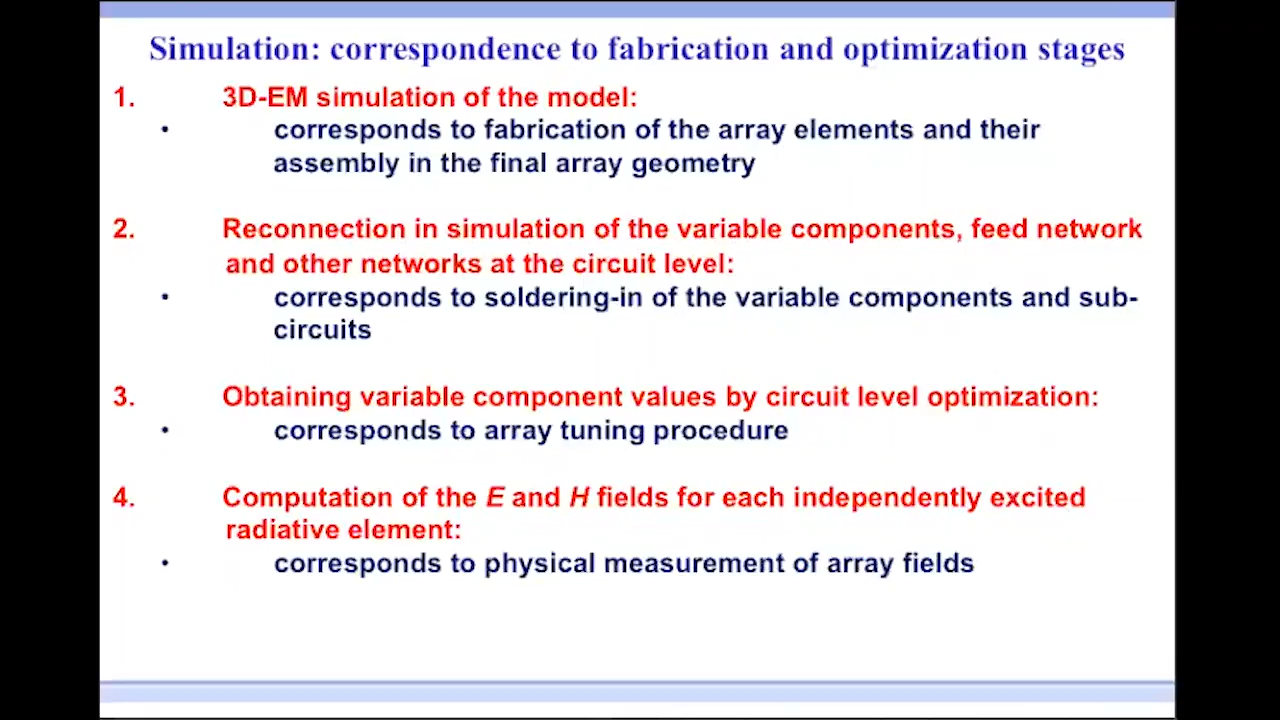 Simulation: correspondence to fabrication and optimization stages
1. 3D-EM simulation of the model:
• corresponds to fabrication of the array elements and their
assembly in the final array geometry
2. Reconnection in simulation of the variable components, feed network
and other networks at the circuit level:
• corresponds to soldering-in of the variable components and sub-
circuits
3. Obtaining variable component values by circuit level optimization:
• corresponds to array tuning procedure
4. Computation of the E and H fields for each independently excited
radiative element:
• corresponds to physical measurement of array fields